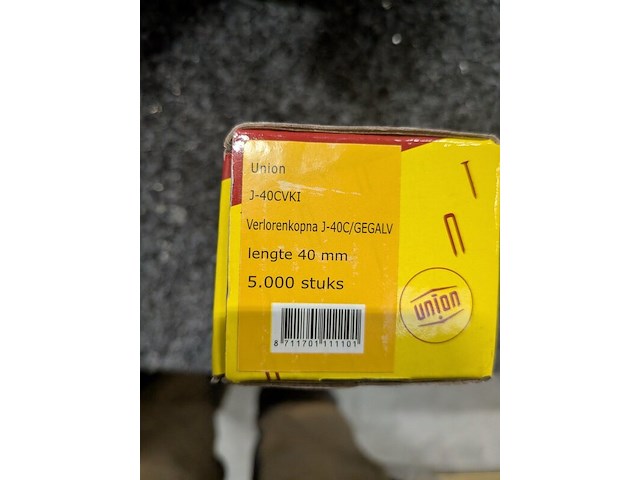 Union
J-40CVKI
Verlorenkopna J-40C/GEGALV
lengte 40 mm
5.000 stuks
8 711701 111101
union